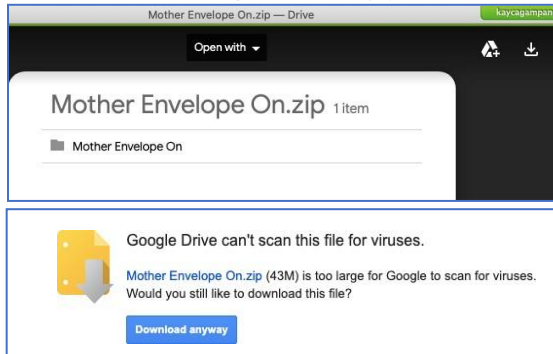 Mother Envelope On.zip — Drive
kaycagampan
Open with
Mother Envelope On.zip 1 item
Mother Envelope On
Google Drive can't scan this file for viruses.
Mother Envelope On.zip (43M) is too large for Google to scan for viruses.
Would you still like to download this file?
Download anyway